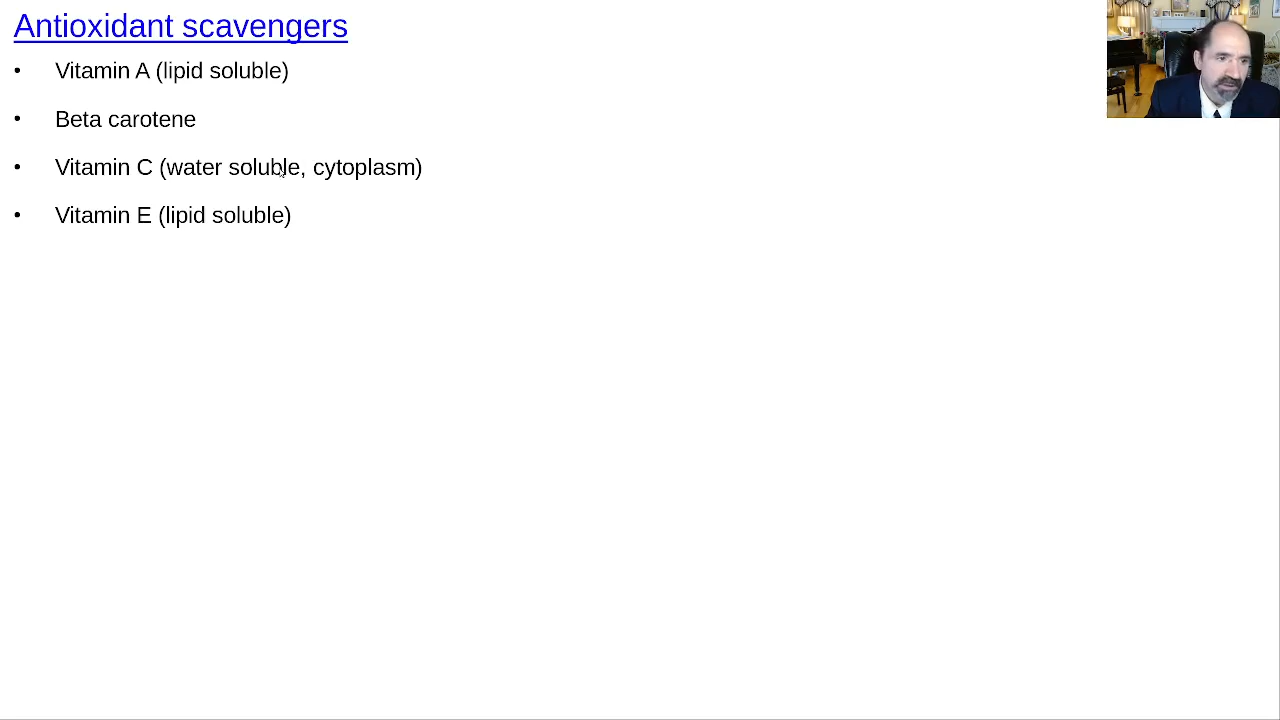 Antioxidant scavengers
• Vitamin A (lipid soluble)
• Beta carotene
• Vitamin C (water soluble, cytoplasm)
• Vitamin E (lipid soluble)